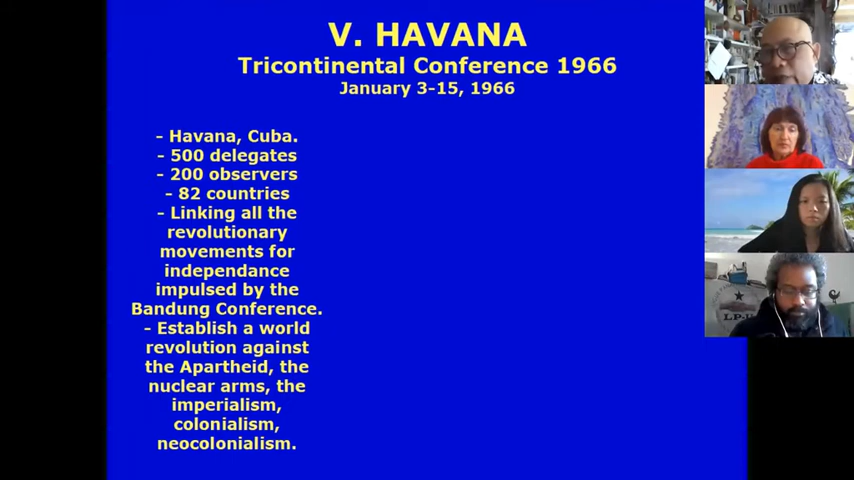 V. HAVANA
Tricontinental Conference 1966
January 3-15, 1966
- Havana, Cuba.
- 500 delegates
- 200 observers
- 82 countries
- Linking all the
revolutionary
movements for
independance
impulsed by the
Bandung Conference.
- Establish a world
revolution against
the Apartheid, the
nuclear arms, the
imperialism,
colonialism,
neocolonialism.